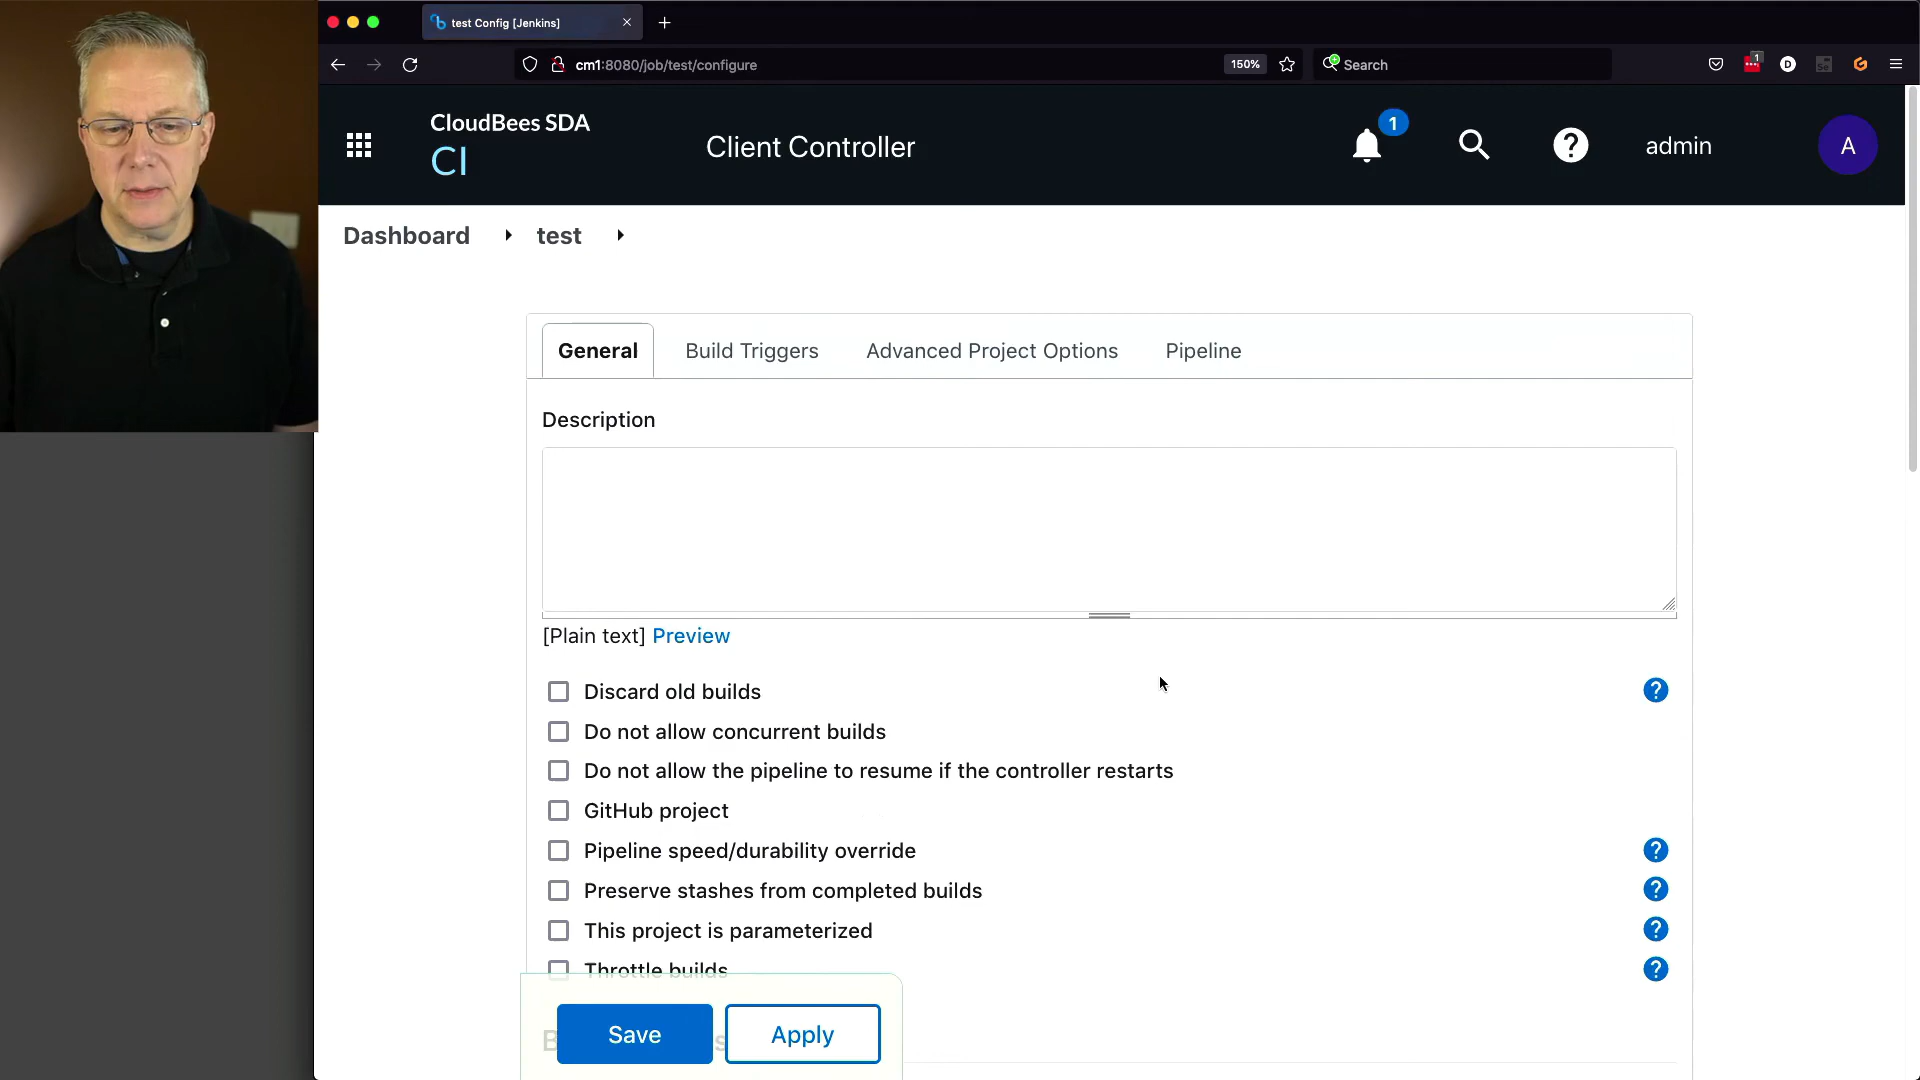 test Config [Jenkins]
cm1:8080/job/test/configure
150%
Search
1
D
CloudBees SDA
CI
Client Controller
1
?
admin
A
Dashboard
test
General
Build Triggers
Advanced Project Options
Pipeline
Description
[Plain text] Preview
Discard old builds
?
Do not allow concurrent builds
Do not allow the pipeline to resume if the controller restarts
GitHub project
Pipeline speed/durability override
?
Preserve stashes from completed builds
?
This project is parameterized
?
Throttle builds
?
Save
Apply